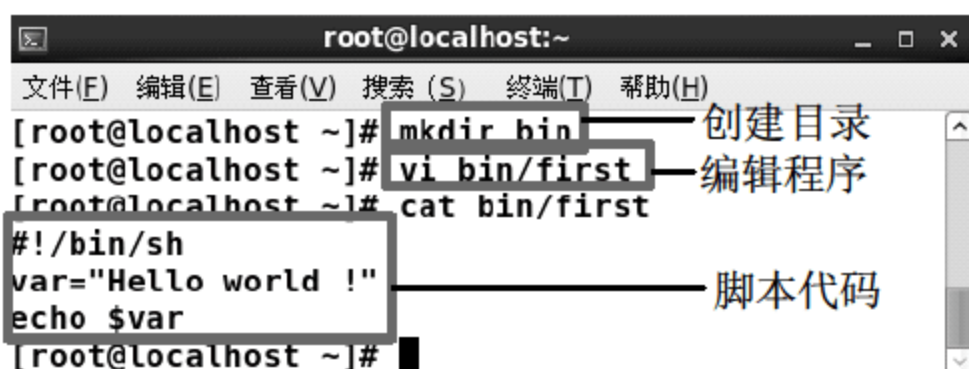 root@localhost:~
文件(F) 编辑(E) 查看(V) 搜索 (S) 终端(T) 帮助(H)
[root@localhost ~]# mkdir bin 创建目录
[root@localhost ~]# vi bin/first 编辑程序
[root@localhost ~]# cat bin/first
#!/bin/sh
var="Hello world !" 脚本代码
echo $var
[root@localhost ~]#